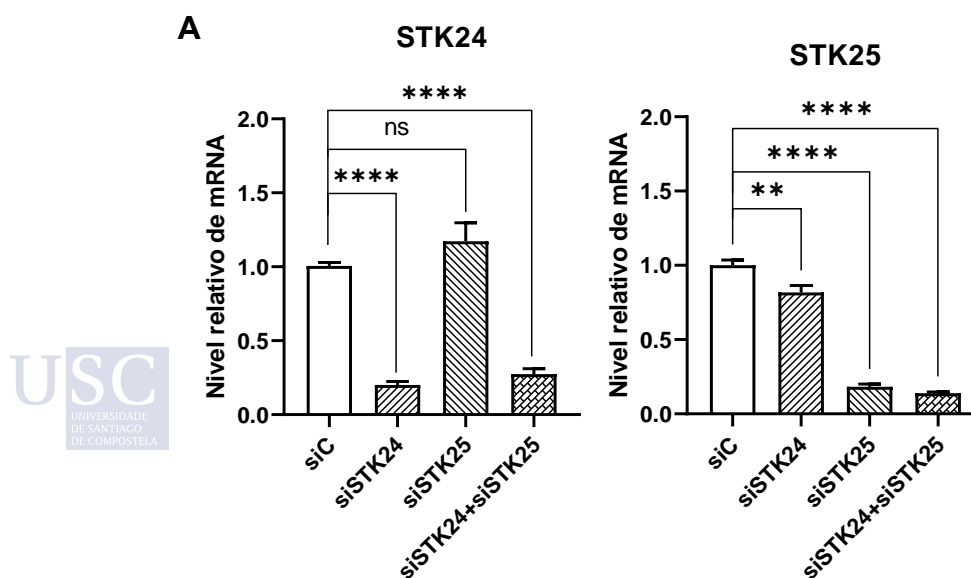 A
STK24
Nivel relativo de mRNA
2.0
1.5
1.0
0.5
0.0
****
ns
****
siC
siSTK24
siSTK25
siSTK24+siSTK25
STK25
Nivel relativo de mRNA
2.0
1.5
1.0
0.5
0.0
****
****
**
siC
siSTK24
siSTK25
siSTK24+siSTK25
USC
UNIVERSIDADE
DE SANTIAGO
DE COMPOSTELA